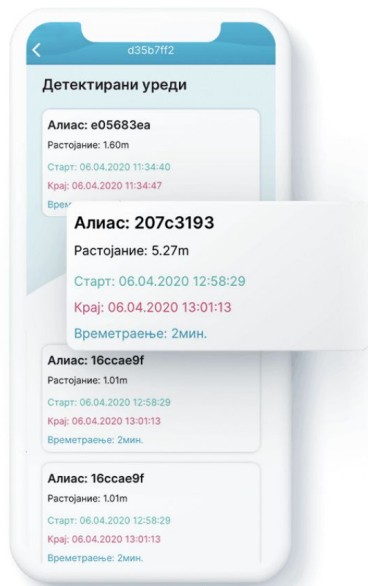 d35b7ff2
Детектирани уреди
Алиас: e05683ea
Растојание: 1.60m
Старт: 06.04.2020 11:34:40
Крај: 06.04.2020 11:34:47
Алиас: 207c3193
Растојание: 5.27m
Старт: 06.04.2020 12:58:29
Крај: 06.04.2020 13:01:13
Времетраење: 2мин.
Алиас: 16ccae9f
Растојание: 1.01m
Старт: 06.04.2020 12:58:29
Крај: 06.04.2020 13:01:13
Времетраење: 2мин.
Алиас: 16ccae9f
Растојание: 1.01m
Старт: 06.04.2020 12:58:29
Крај: 06.04.2020 13:01:13
Времетраење: 2мин.